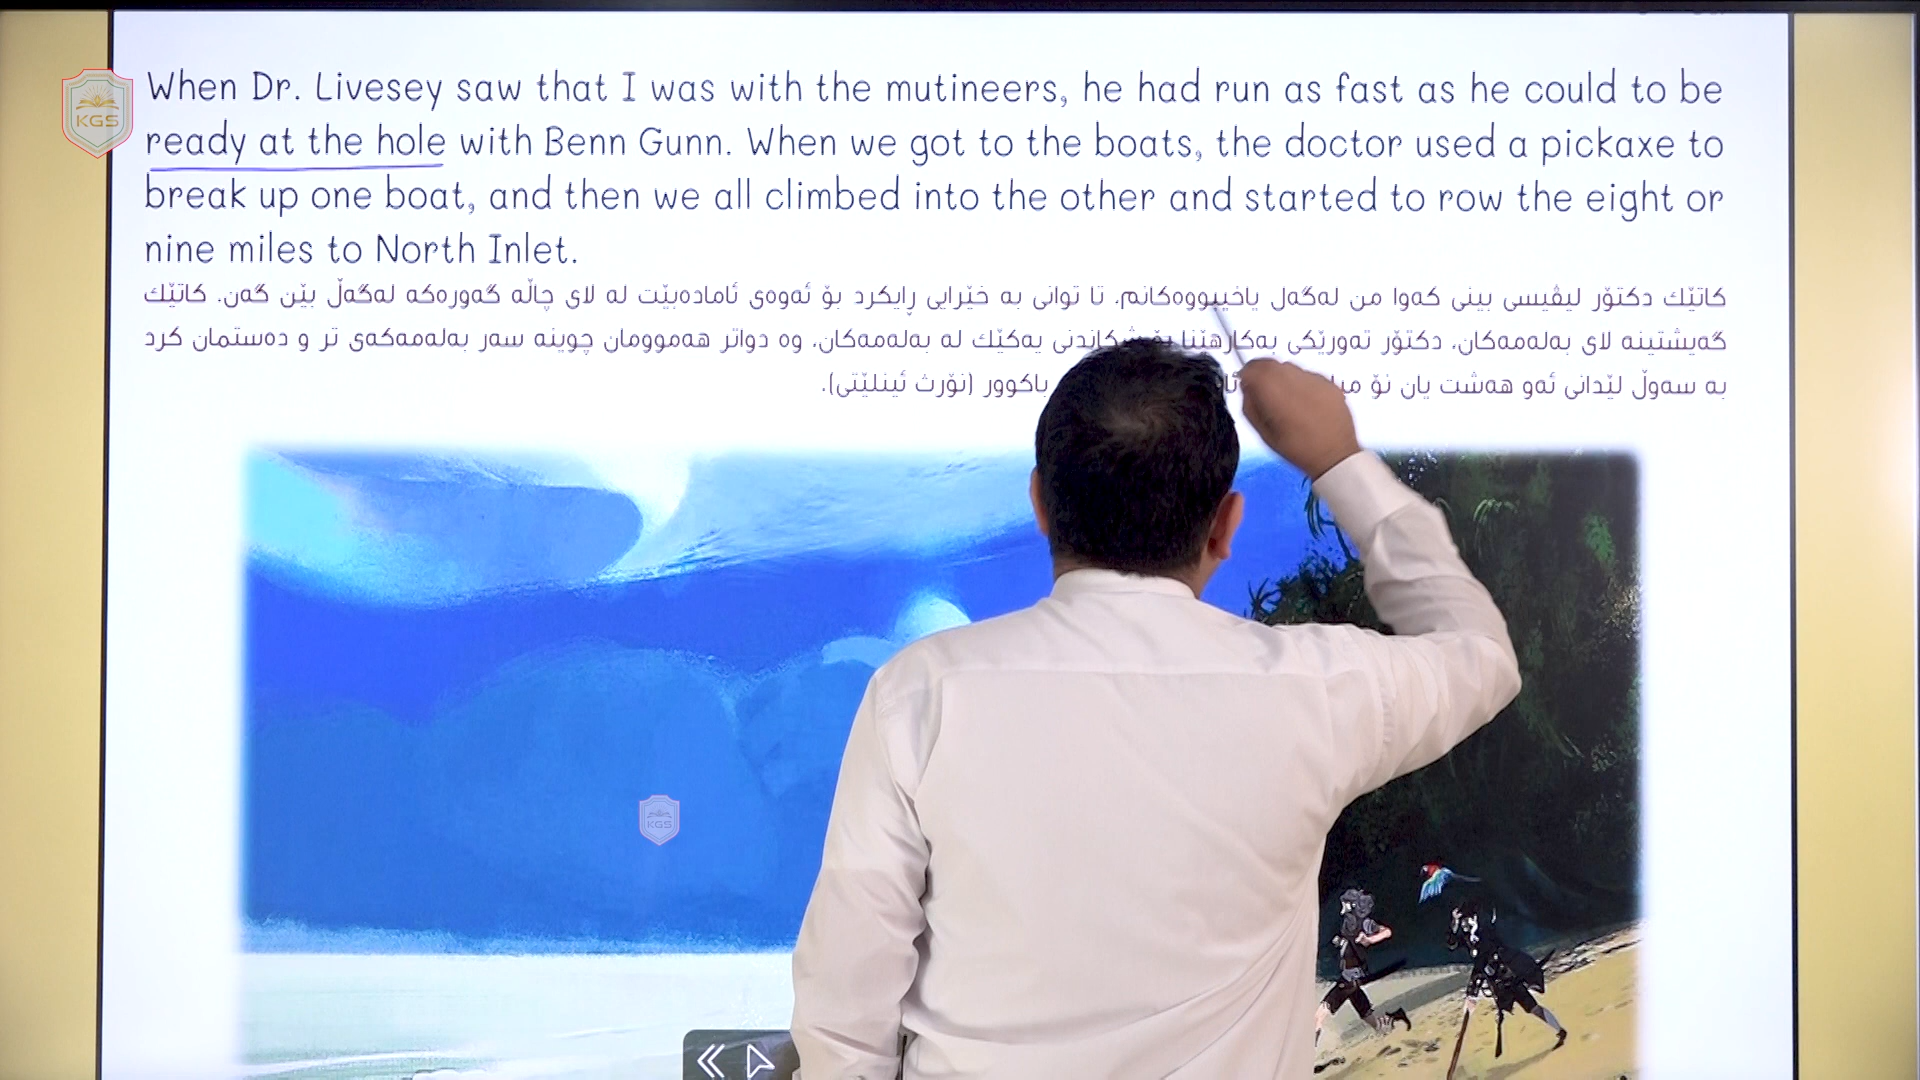 KGS
When Dr. Livesey saw that I was with the mutineers, he had run as fast as he could to be
ready at the hole with Benn Gunn. When we got to the boats, the doctor used a pickaxe to
break up one boat, and then we all climbed into the other and started to row the eight or
nine miles to North Inlet.
کاتێك دکتۆر لیڤیسی بینی کەوا من لەگەل یاخیبووەکانم، تا توانی بە خێرایی ڕایکرد بۆ ئەوەی ئامادەبێت لە لای چاڵە گەورەکە لەگەڵ بێن گەن. کاتێك
گەیشتینە لای بەلەمەکان، دکتۆر تەورێکی بەکارهێنا بۆ شکاندنی یەکێك لە بەلەمەکان، وە دواتر هەموومان چوینە سەر بەلەمەکەی تر و دەستمان کرد
بە سەوڵ لێدانی ئەو هەشت یان نۆ باکوور (نۆرث ئینلێتی).
KGS